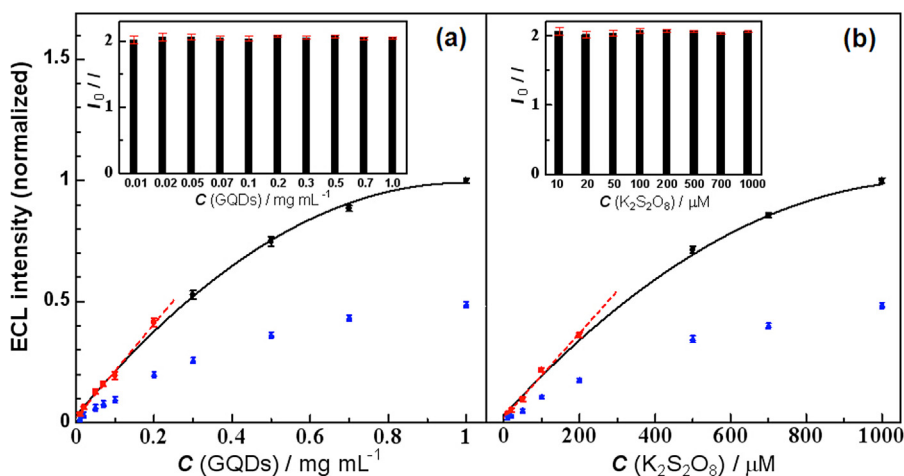 ECL intensity (normalized)
(a)
1.5
1
0.5
0
0 0.2 0.4 0.6 0.8 1
C (GQDs) / mg mL-1
I0 / I
2
1
0
0.01 0.02 0.05 0.07 0.1 0.2 0.3 0.5 0.7 1.0
C (GQDs) / mg mL-1
(b)
0 200 400 600 800 1000
C (K2S2O8) / μM
I0 / I
2
1
0
10 20 50 100 200 500 700 1000
C (K2S2O8) / μM